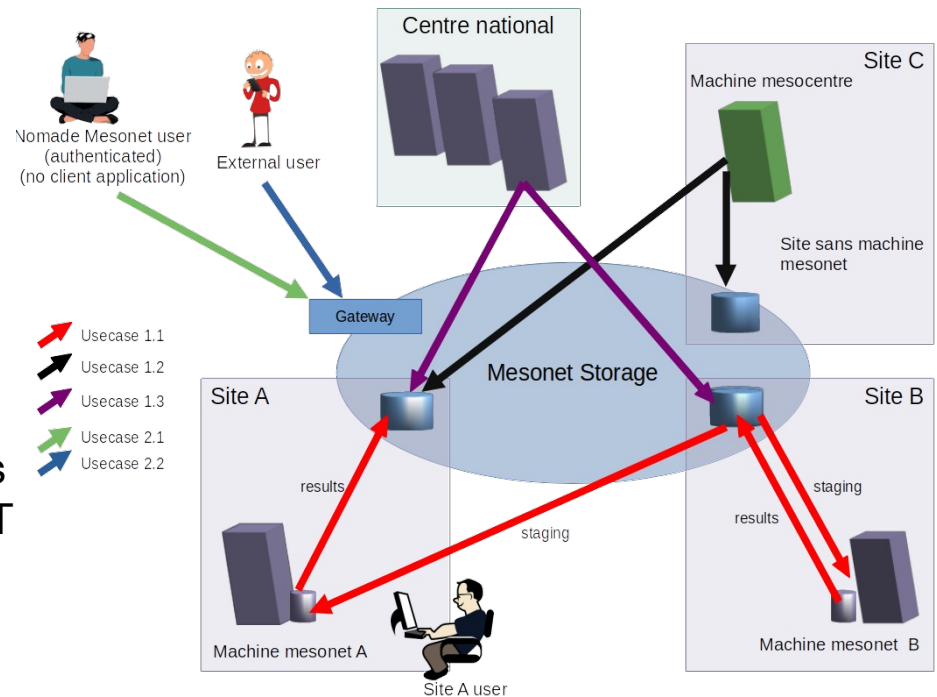 Centre national
Site C
Machine mesocentre
Nomade Mesonet user
(authenticated)
(no client application)
External user
Site sans machine
mesonet
Gateway
Usecase 1.1
Usecase 1.2
Usecase 1.3
Usecase 2.1
Usecase 2.2
Mesonet Storage
Site A
Site B
s
T
results
staging
staging
results
Machine mesonet A
Machine mesonet B
Site A user